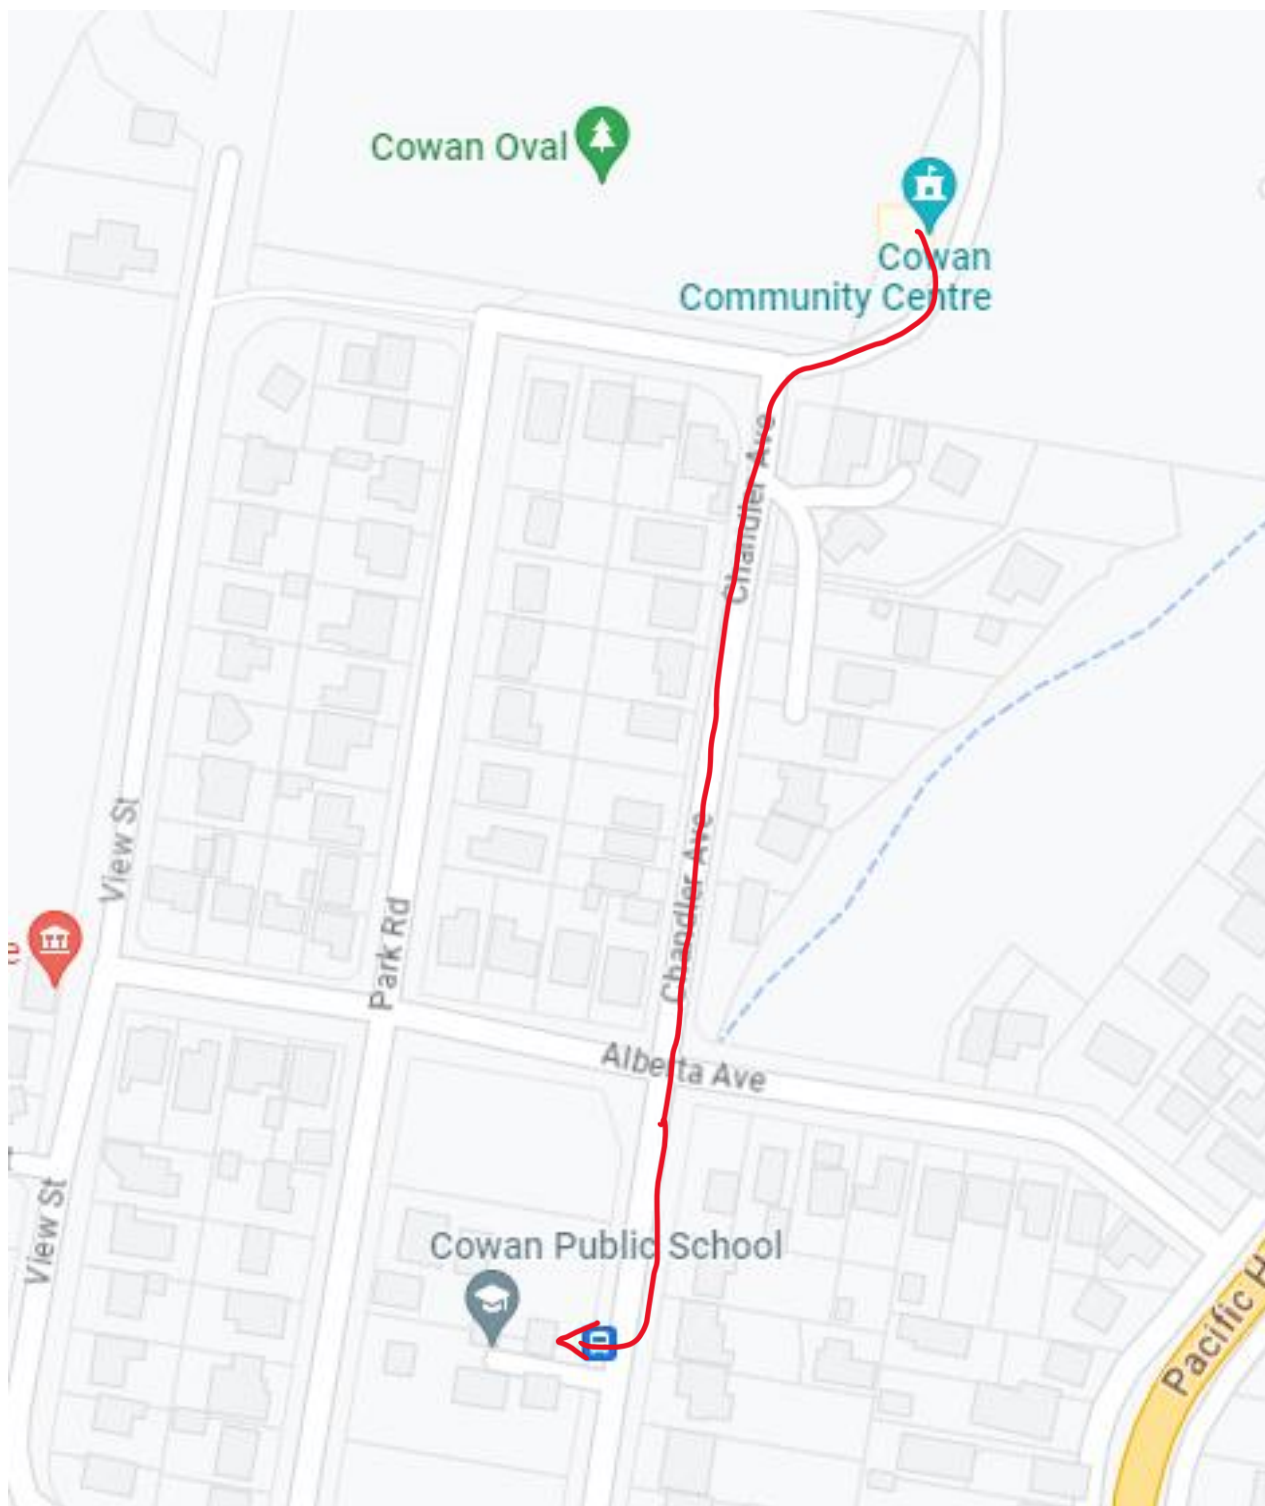 Cowan Oval
Cowan
Community Centre
Chandler Ave
Chandler Ave
View St
Park Rd
Alberta Ave
View St
Cowan Public School
Pacific H